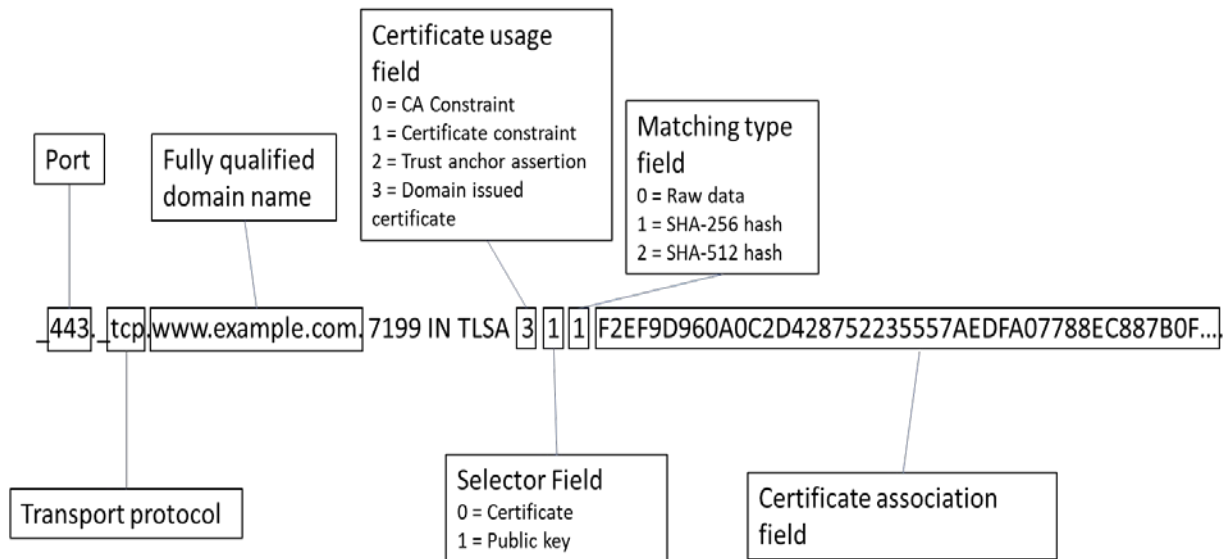 Certificate usage
field
0 = CA Constraint
1 = Certificate constraint
2 = Trust anchor assertion
3 = Domain issued
certificate
Matching type
field
0 = Raw data
1 = SHA-256 hash
2 = SHA-512 hash
Port
Fully qualified
domain name
_443._tcp.www.example.com. 7199 IN TLSA 3 1 1 F2EF9D960A0C2D428752235557AEDFA07788EC887B0F....
Transport protocol
Selector Field
0 = Certificate
1 = Public key
Certificate association
field